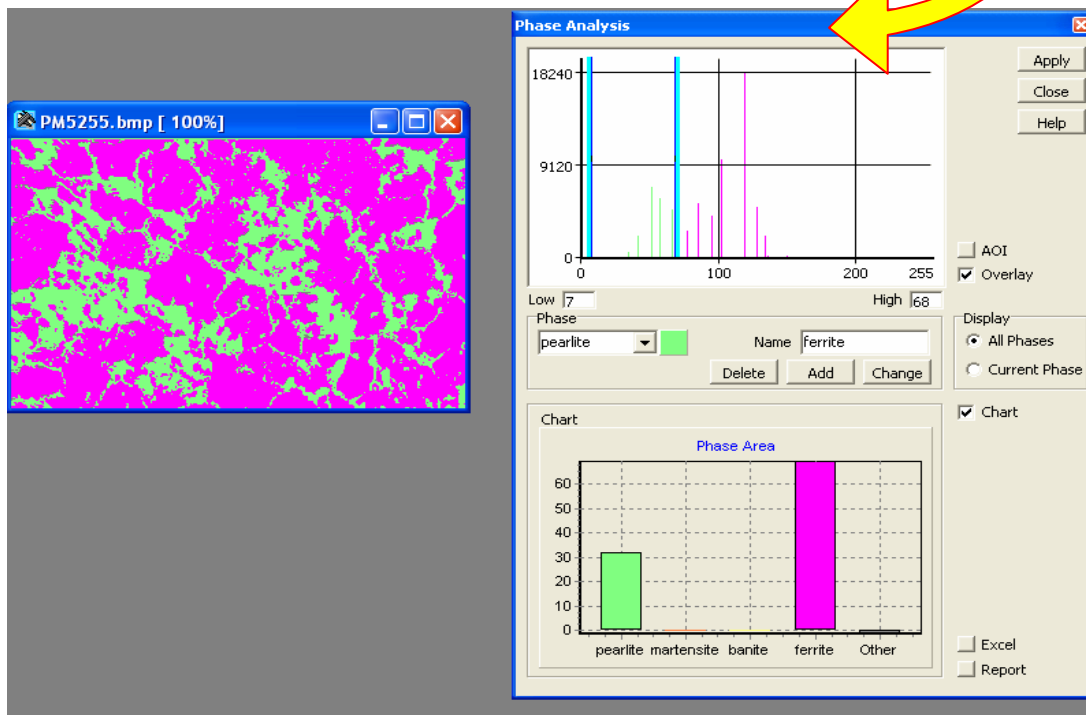 PM5255.bmp [ 100%]
Phase Analysis
18240
9120
0
0 100 200 255
Low 7 High 68
Phase
pearlite Name ferrite
Delete Add Change
Apply
Close
Help
AOI
Overlay
Display
All Phases
Current Phase
Chart
Chart
Phase Area
60
50
40
30
20
10
0
pearlite martensite banite ferrite Other
Excel
Report